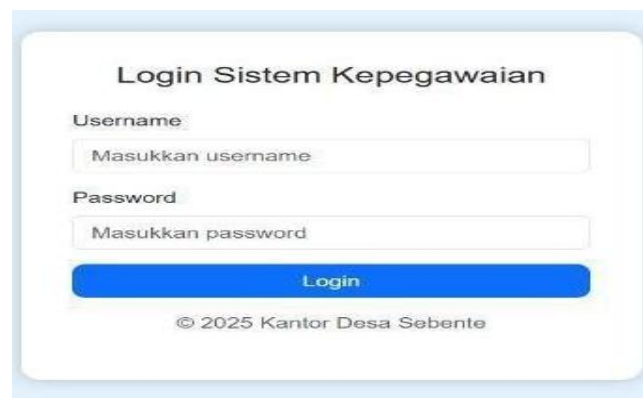 Login Sistem Kepegawaian
Username
Masukkan username
Password
Masukkan password
Login
© 2025 Kantor Desa Sebente